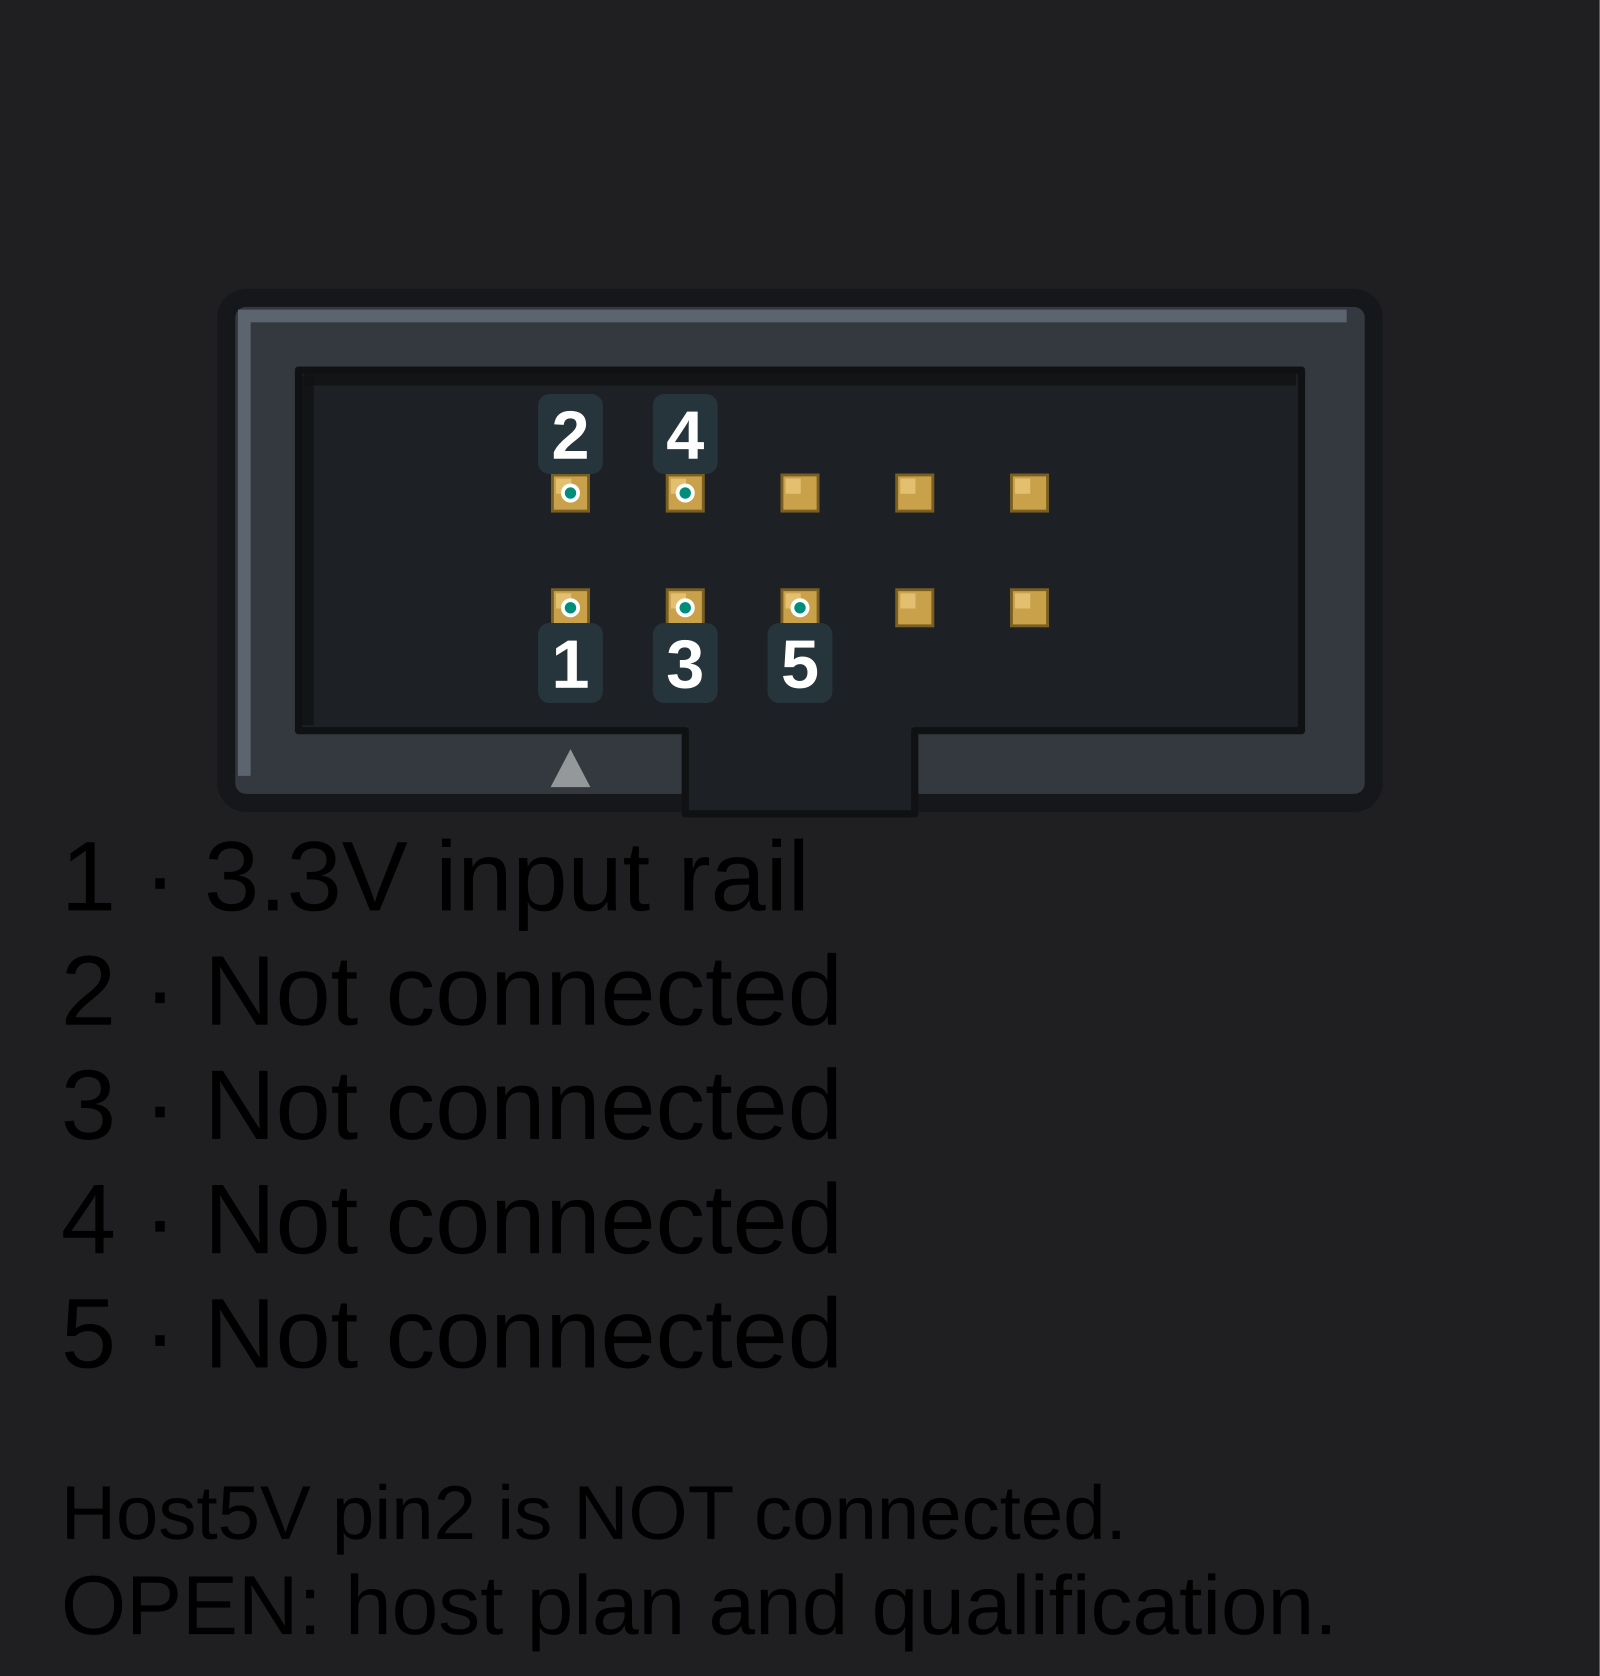 2 4
1 3 5
1 · 3.3V input rail
2 · Not connected
3 · Not connected
4 · Not connected
5 · Not connected
Host5V pin2 is NOT connected.
OPEN: host plan and qualification.